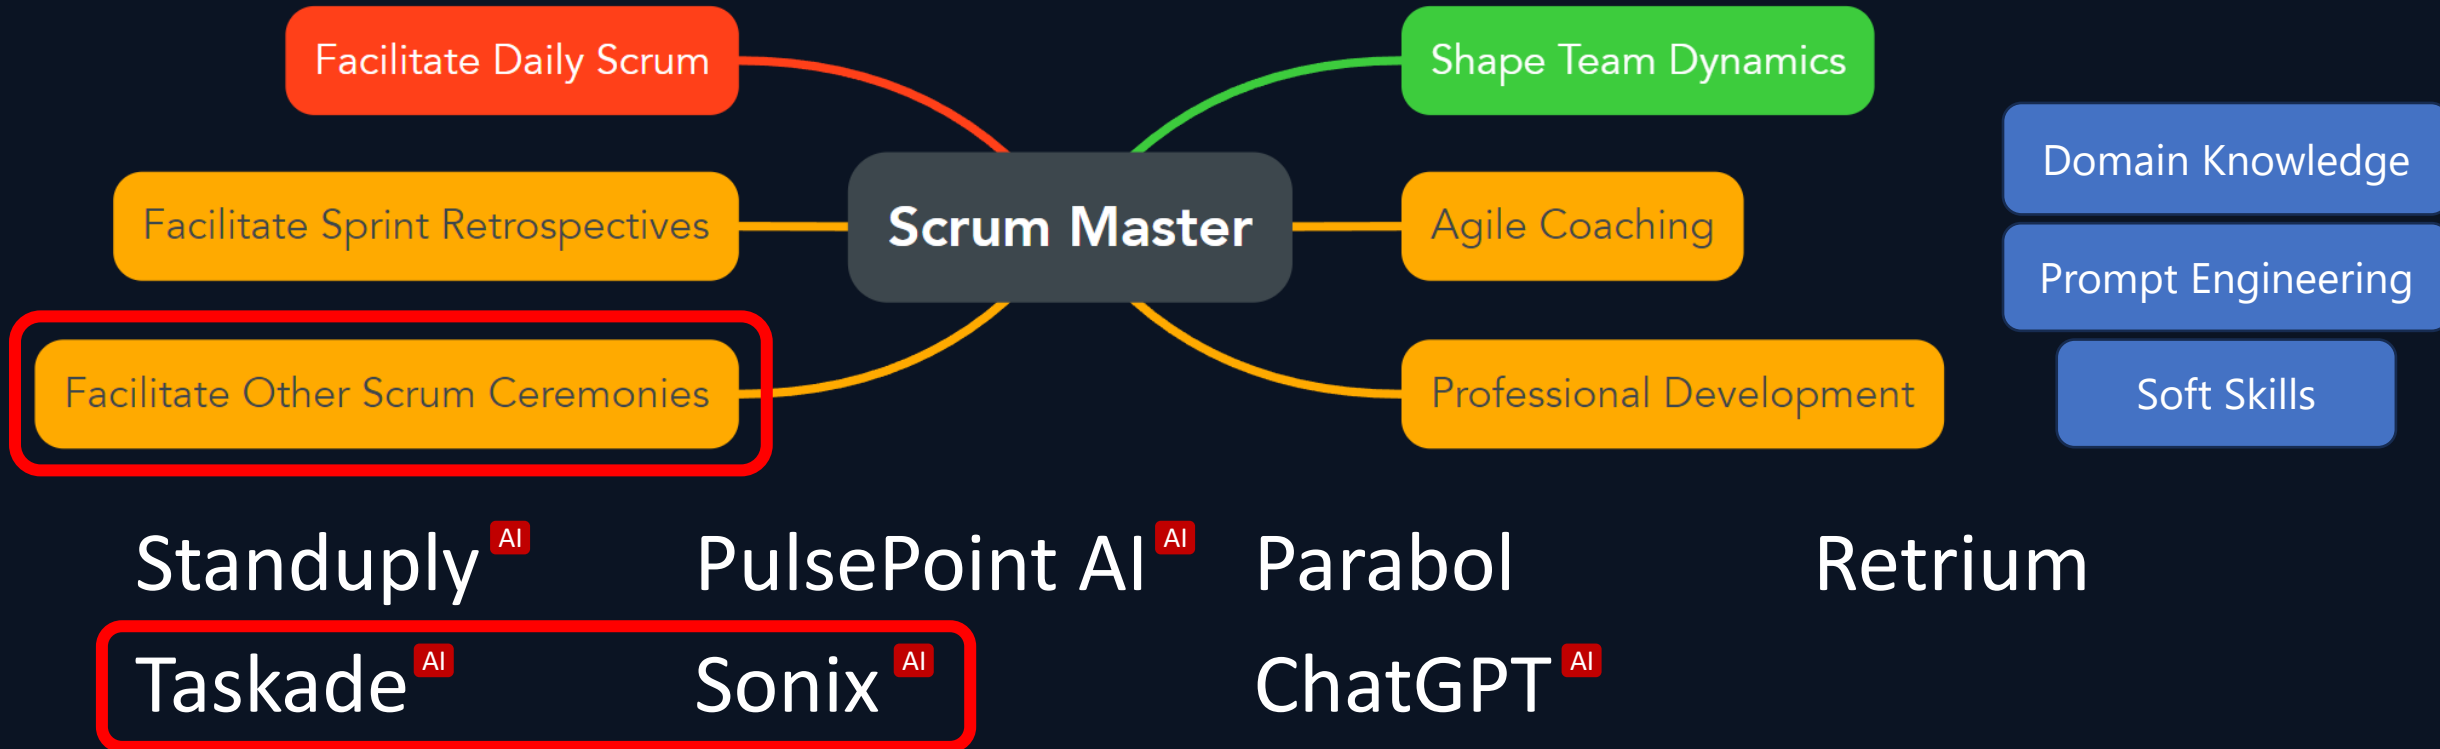 Facilitate Daily Scrum
Shape Team Dynamics
Domain Knowledge
Facilitate Sprint Retrospectives
Scrum Master
Agile Coaching
Prompt Engineering
Facilitate Other Scrum Ceremonies
Professional Development
Soft Skills
Standuply AI
PulsePoint AI AI
Parabol
Retrium
Taskade AI
Sonix AI
ChatGPT AI